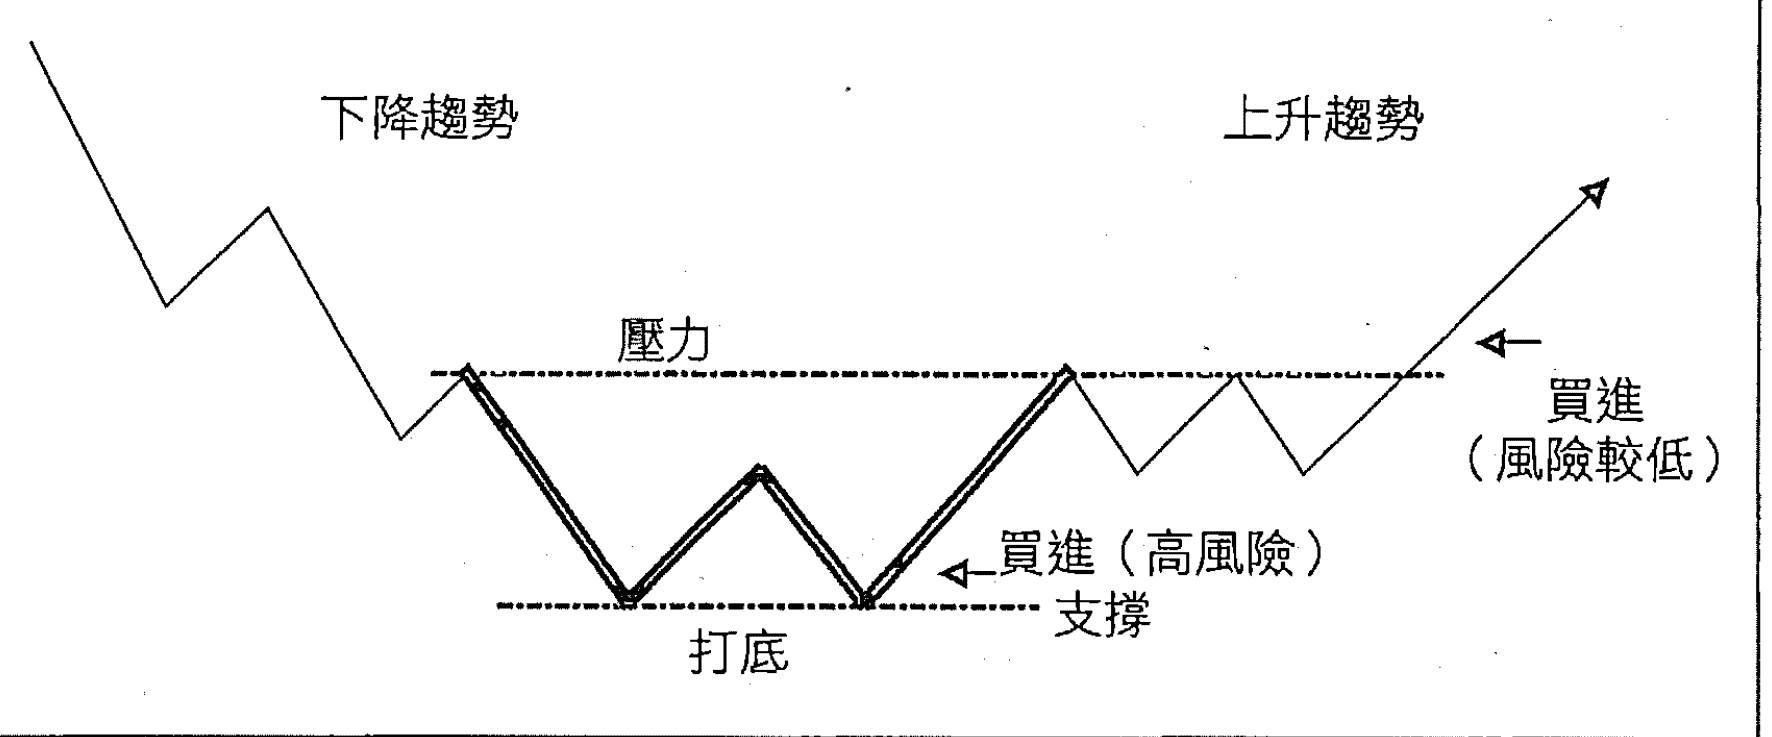 下降趨勢
上升趨勢
壓力
買進
（風險較低）
買進（高風險）
支撐
打底